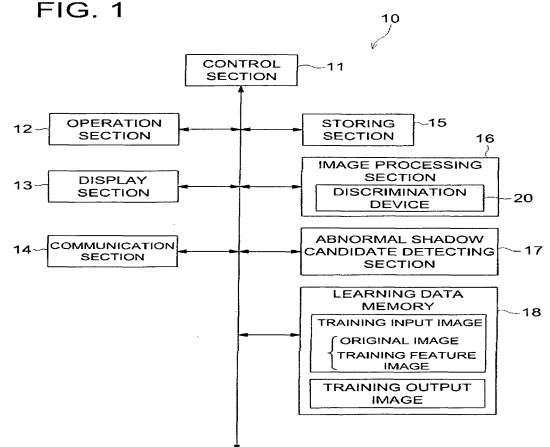 FIG. 1
10
CONTROL
SECTION
11
12
OPERATION
SECTION
STORING
SECTION
15
13
DISPLAY
SECTION
16
IMAGE PROCESSING
SECTION
DISCRIMINATION
DEVICE
20
14
COMMUNICATION
SECTION
ABNORMAL SHADOW
CANDIDATE DETECTING
SECTION
17
LEARNING DATA
MEMORY
18
TRAINING INPUT IMAGE
ORIGINAL IMAGE
TRAINING FEATURE
IMAGE
TRAINING OUTPUT
IMAGE